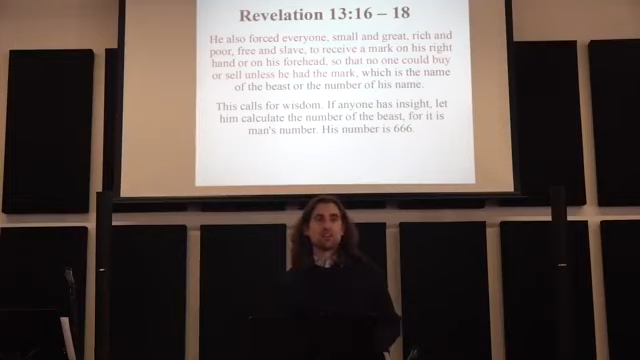 Revelation 13:16 – 18
He also forced everyone, small and great, rich and
poor, free and slave, to receive a mark on his right
hand or on his forehead, so that no one could buy
or sell unless he had the mark, which is the name
of the beast or the number of his name.
This calls for wisdom. If anyone has insight, let
him calculate the number of the beast, for it is
man's number. His number is 666.